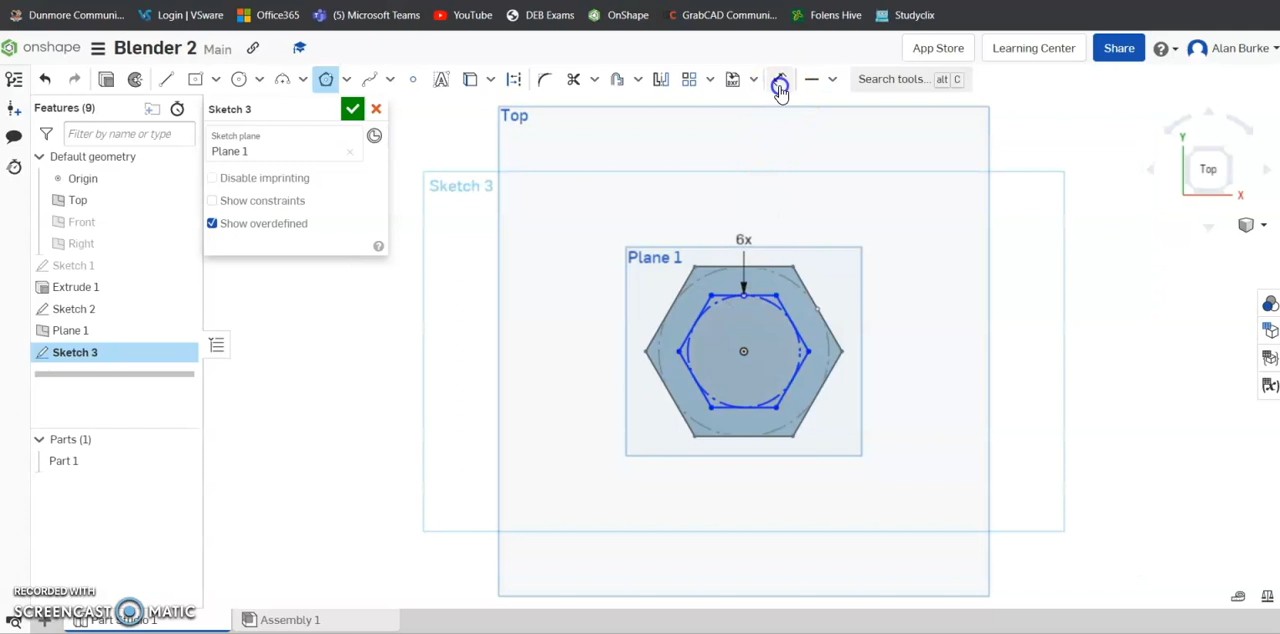 Dunmore Communi...
Login | VSware
Office365
(5) Microsoft Teams
YouTube
DEB Exams
OnShape
GrabCAD Communi...
Folens Hive
Studyclix
onshape
Blender 2
Main
App Store
Learning Center
Share
Alan Burke
Search tools...
alt
C
Features (9)
Filter by name or type
Default geometry
Origin
Top
Front
Right
Sketch 1
Extrude 1
Sketch 2
Plane 1
Sketch 3
Parts (1)
Part 1
Sketch 3
Sketch plane
Plane 1
Disable imprinting
Show constraints
Show overdefined
Top
Sketch 3
6x
Plane 1
Y
Top
X
RECORDED WITH
SCREENCAST MATIC
Part Studio 1
Assembly 1